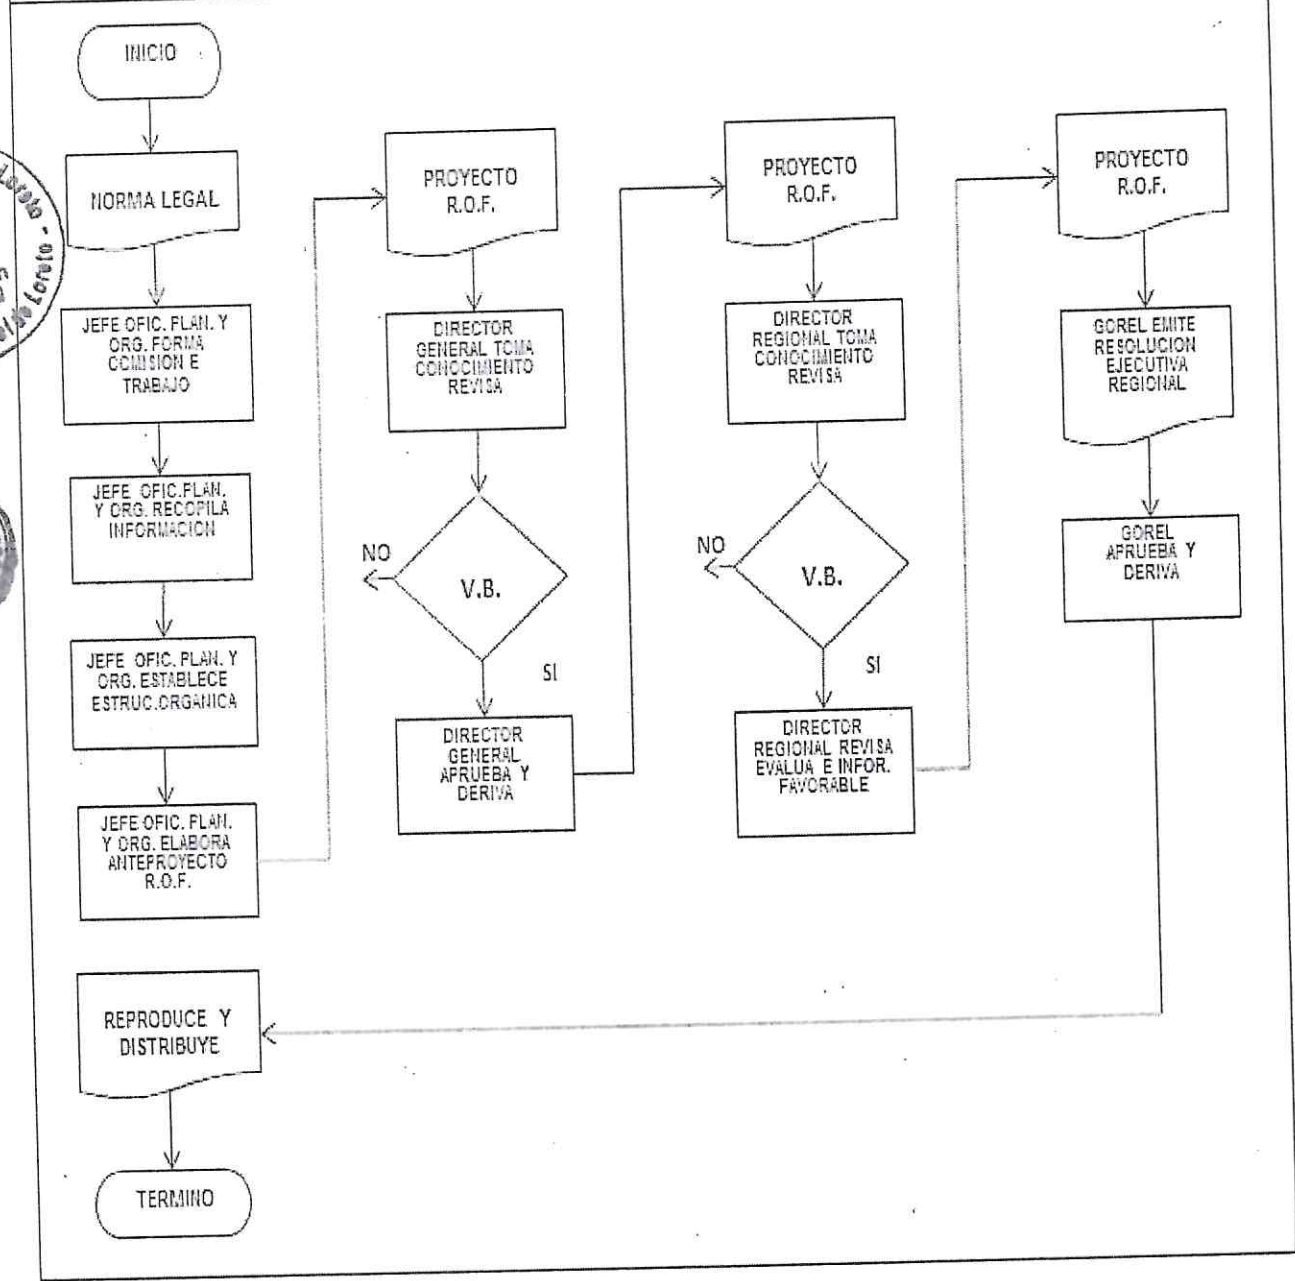 INICIO
NORMA LEGAL
JEFE OFIC. PLAN. Y
ORG. FORMA
COMISION E
TRABAJO
JEFE OFIC.PLAN.
Y ORG. RECOPILA
INFORMACION
JEFE OFIC. PLAN. Y
ORG. ESTABLECE
ESTRUC.ORGANICA
JEFE OFIC. PLAN.
Y ORG. ELABORA
ANTEPROYECTO
R.O.F.
PROYECTO
R.O.F.
DIRECTOR
GENERAL TOMA
CONOCIMIENTO
REVISA
V.B.
NO
SI
DIRECTOR
GENERAL
APRUEBA Y
DERIVA
PROYECTO
R.O.F.
DIRECTOR
REGIONAL TOMA
CONOCIMIENTO
REVISA
V.B.
NO
SI
DIRECTOR
REGIONAL REVISA
EVALUA E INFOR.
FAVORABLE
PROYECTO
R.O.F.
GOREL EMITE
RESOLUCION
EJECUTIVA
REGIONAL
GOREL
APRUEBA Y
DERIVA
REPRODUCE Y
DISTRIBUYE
TERMINO
Loreto -
de Loreto